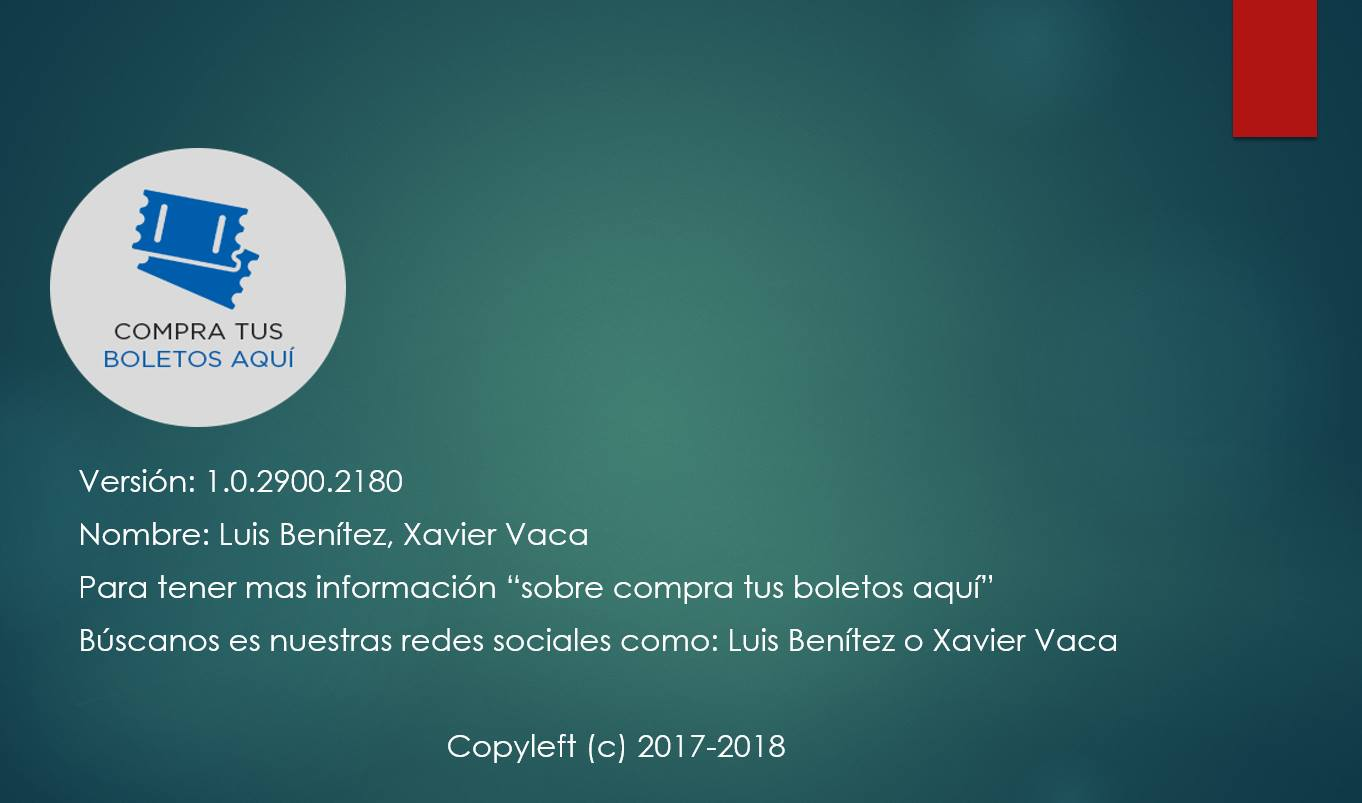 COMPRA TUS
BOLETOS AQUÍ
Versión: 1.0.2900.2180
Nombre: Luis Benítez, Xavier Vaca
Para tener mas información “sobre compra tus boletos aquí”
Búscanos es nuestras redes sociales como: Luis Benítez o Xavier Vaca
Copyleft (c) 2017-2018